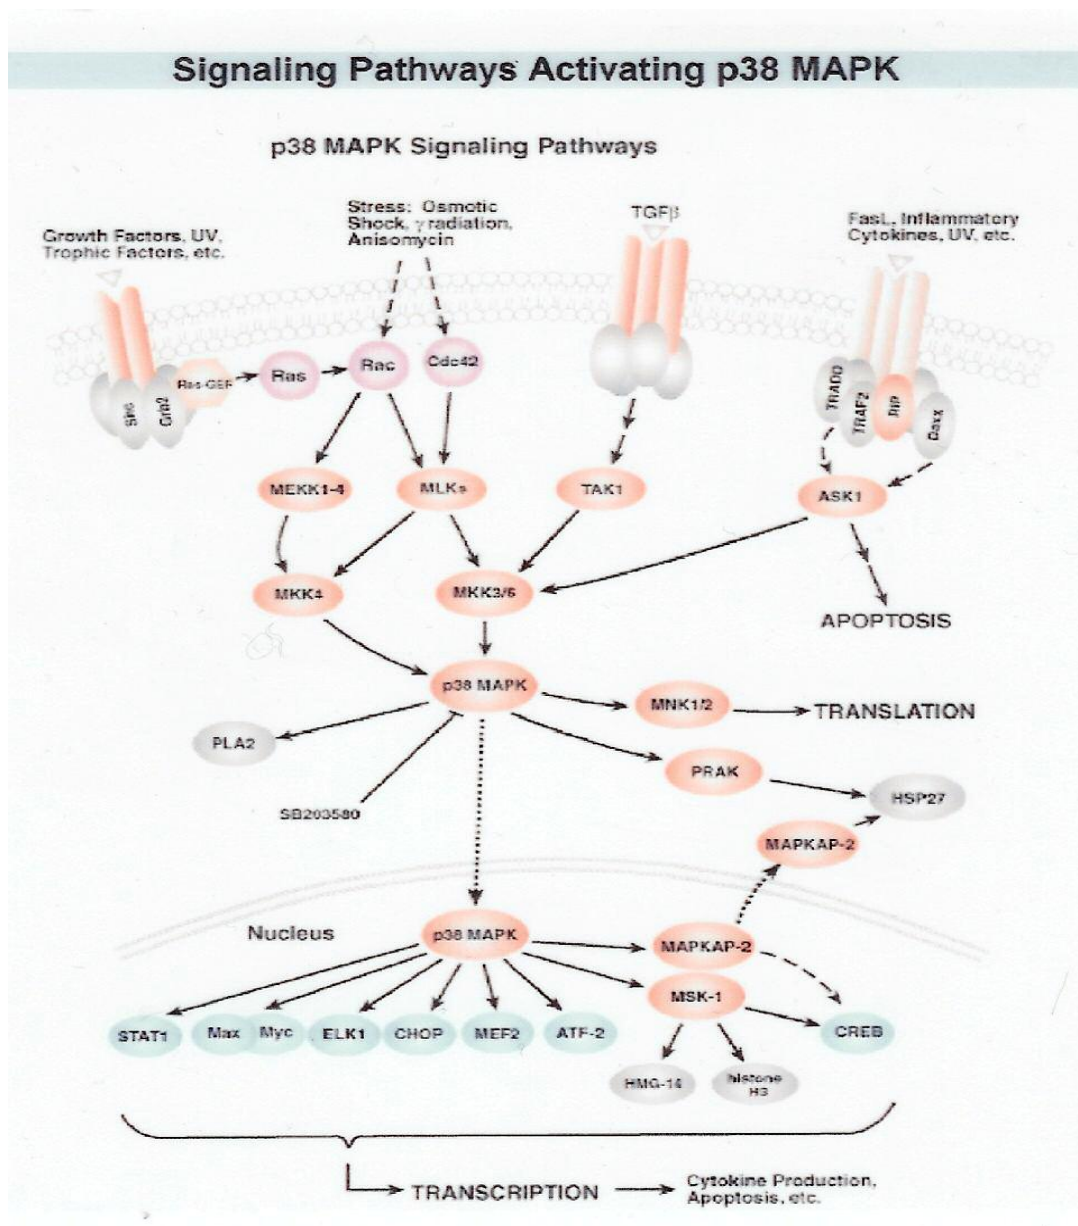 Signaling Pathways Activating p38 MAPK
p38 MAPK Signaling Pathways
Growth Factors, UV,
Trophic Factors, etc.
Stress: Osmotic
Shock, γ radiation,
Anisomycin
TGFβ
FasL, Inflammatory
Cytokines, UV, etc.
Shc
Grb2
Ras-GEF
Ras
Rac
Cdc42
TRADD
TRAF2
Daxx
MEKK1-4
MLKs
TAK1
ASK1
MKK4
MKK3/6
APOPTOSIS
p38 MAPK
MNK1/2
TRANSLATION
PLA2
PRAK
HSP27
SB203580
MAPKAP-2
Nucleus
p38 MAPK
MAPKAP-2
MSK-1
STAT1
Max
Myc
ELK1
CHOP
MEF2
ATF-2
CREB
HMG-14
histone
H3
TRANSCRIPTION
Cytokine Production,
Apoptosis, etc.